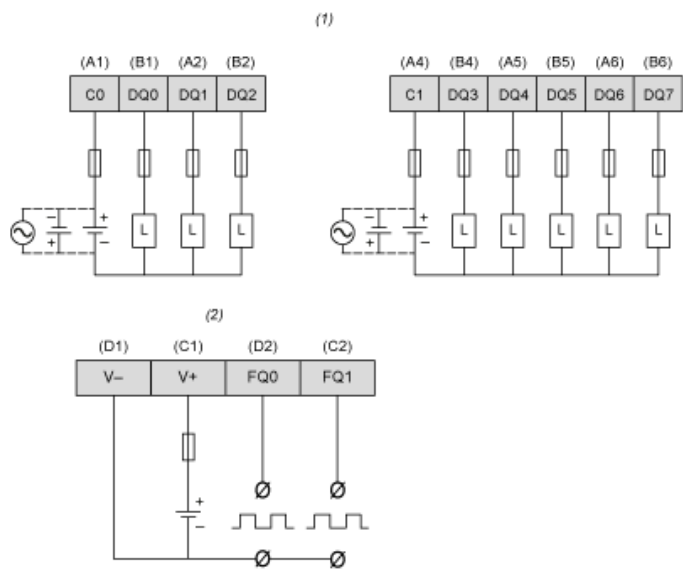 (1)
(A1) (B1) (A2) (B2)
C0 DQ0 DQ1 DQ2
− + + −
L L L
(A4) (B4) (A5) (B5) (A6) (B6)
C1 DQ3 DQ4 DQ5 DQ6 DQ7
− + + −
L L L L L
(2)
(D1) (C1) (D2) (C2)
V− V+ FQ0 FQ1
+
−